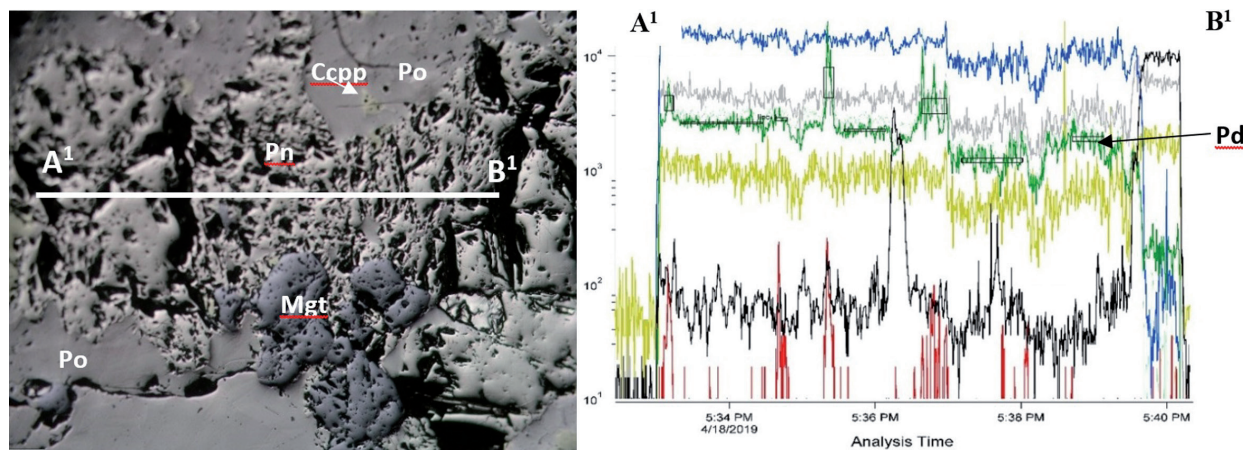 Ccpp
Po
A¹
Pn
B¹
Mgt
Po
A¹
B¹
10⁴
10³
10²
10¹
Pd
5:34 PM
5:36 PM
5:38 PM
5:40 PM
4/18/2019
Analysis Time